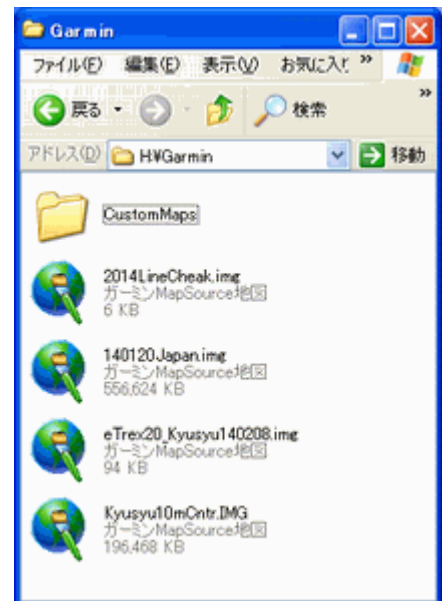 Garmin
ファイル(F) 編集(E) 表示(V) お気に入り »
戻る 検索 »
アドレス(D) H:¥Garmin 移動
CustomMaps
2014LineCheak.img
ガーミンMapSource地図
6 KB
140120Japan.img
ガーミンMapSource地図
556,624 KB
eTrex20_Kyusyu140208.img
ガーミンMapSource地図
94 KB
Kyusyu10mCntr.IMG
ガーミンMapSource地図
196,468 KB